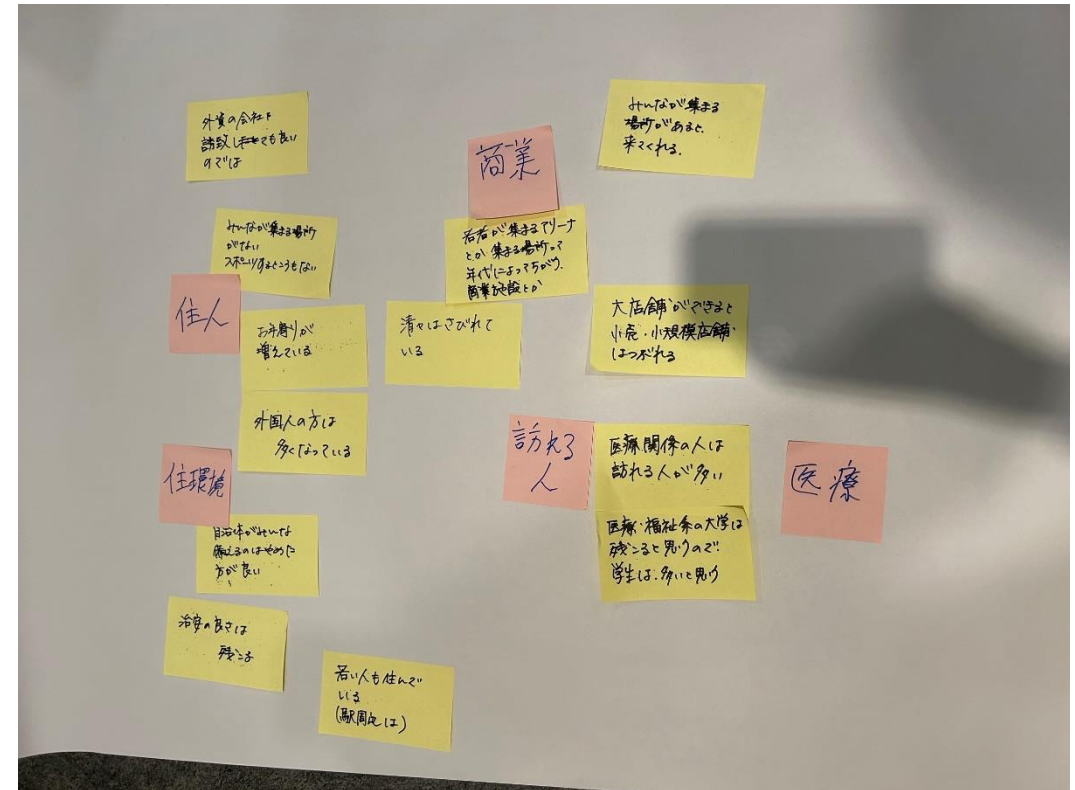 外資の会社を
誘致しても良い
のでは
みんなが集まる
場所があると、
来てくれる。
商業
みんなが集まる場所
がない
スポーツするところもない
若者が集まるアリーナ
とか 集まる場所って
年代によってちがう。
商業施設とか
住人
お年寄りが
増えている
はさびれて
いる
大店舗ができると
小売・小規模店舗
はつぶれる
外国人の方は
多くなっている
訪れる
人
医療関係の人は
訪れる人が多い
医療
住環境
医療・福祉系の大学は
残こると思うので
学生は、多いと思う
自治体がみんな
揃えるのはやめた
方が良い
治安の良さは
残こる
若い人も住んで
いる
(駅周辺は)